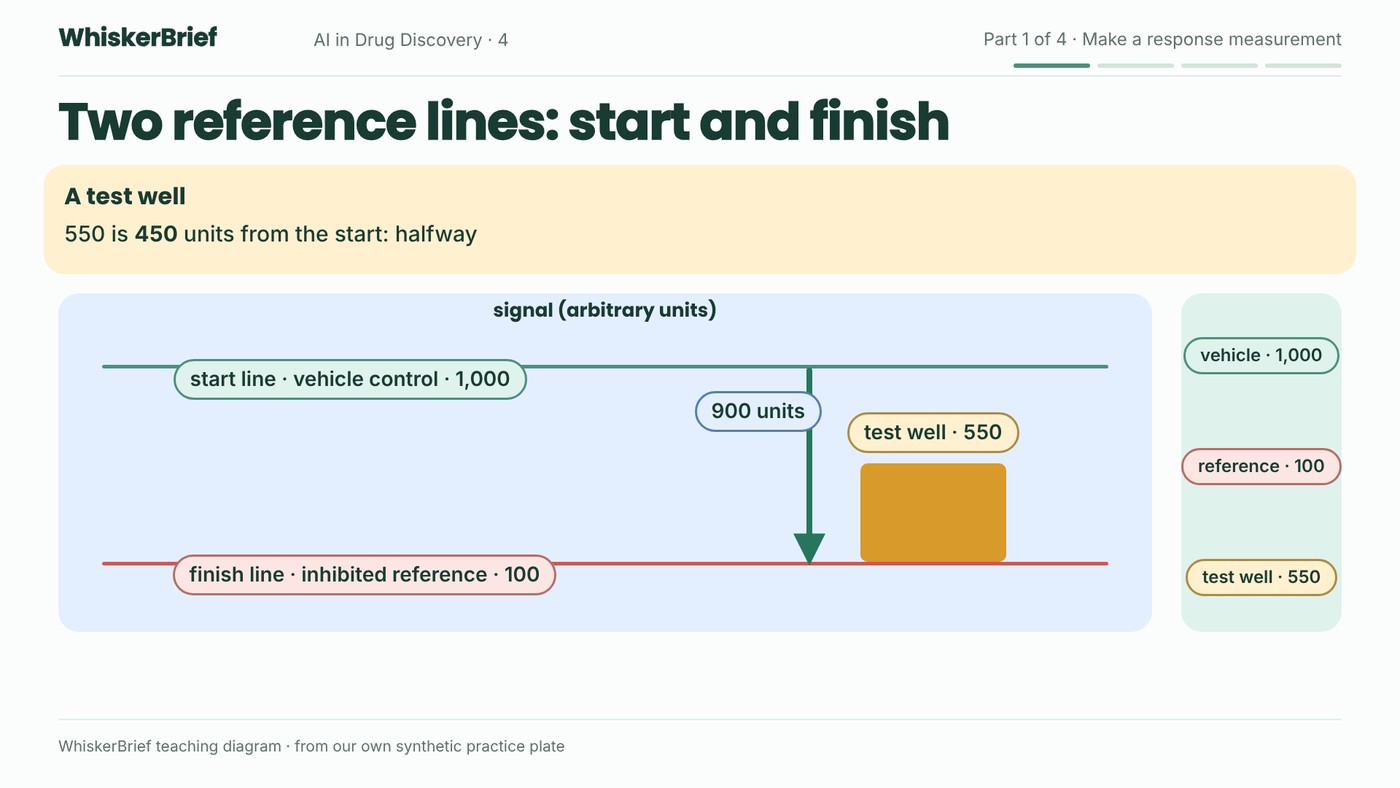 WhiskerBrief
AI in Drug Discovery · 4
Part 1 of 4 · Make a response measurement
Two reference lines: start and finish
A test well
550 is 450 units from the start: halfway
signal (arbitrary units)
start line · vehicle control · 1,000
900 units
test well · 550
finish line · inhibited reference · 100
vehicle · 1,000
reference · 100
test well · 550
WhiskerBrief teaching diagram · from our own synthetic practice plate